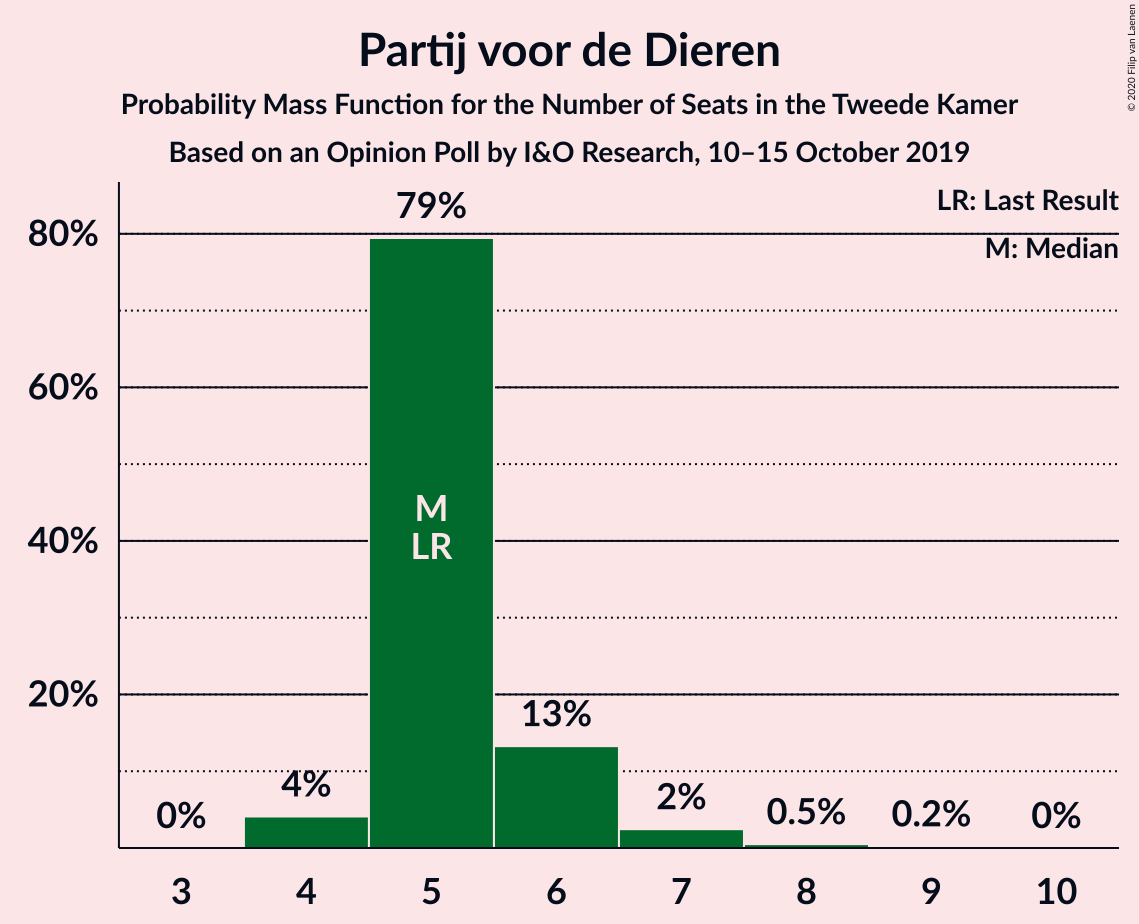 Partij voor de Dieren
Probability Mass Function for the Number of Seats in the Tweede Kamer
Based on an Opinion Poll by I&O Research, 10–15 October 2019
© 2020 Filip van Laenen
LR: Last Result
M: Median
80%
60%
40%
20%
0%
4%
79%
M
LR
13%
2%
0.5%
0.2%
0%
3 4 5 6 7 8 9 10